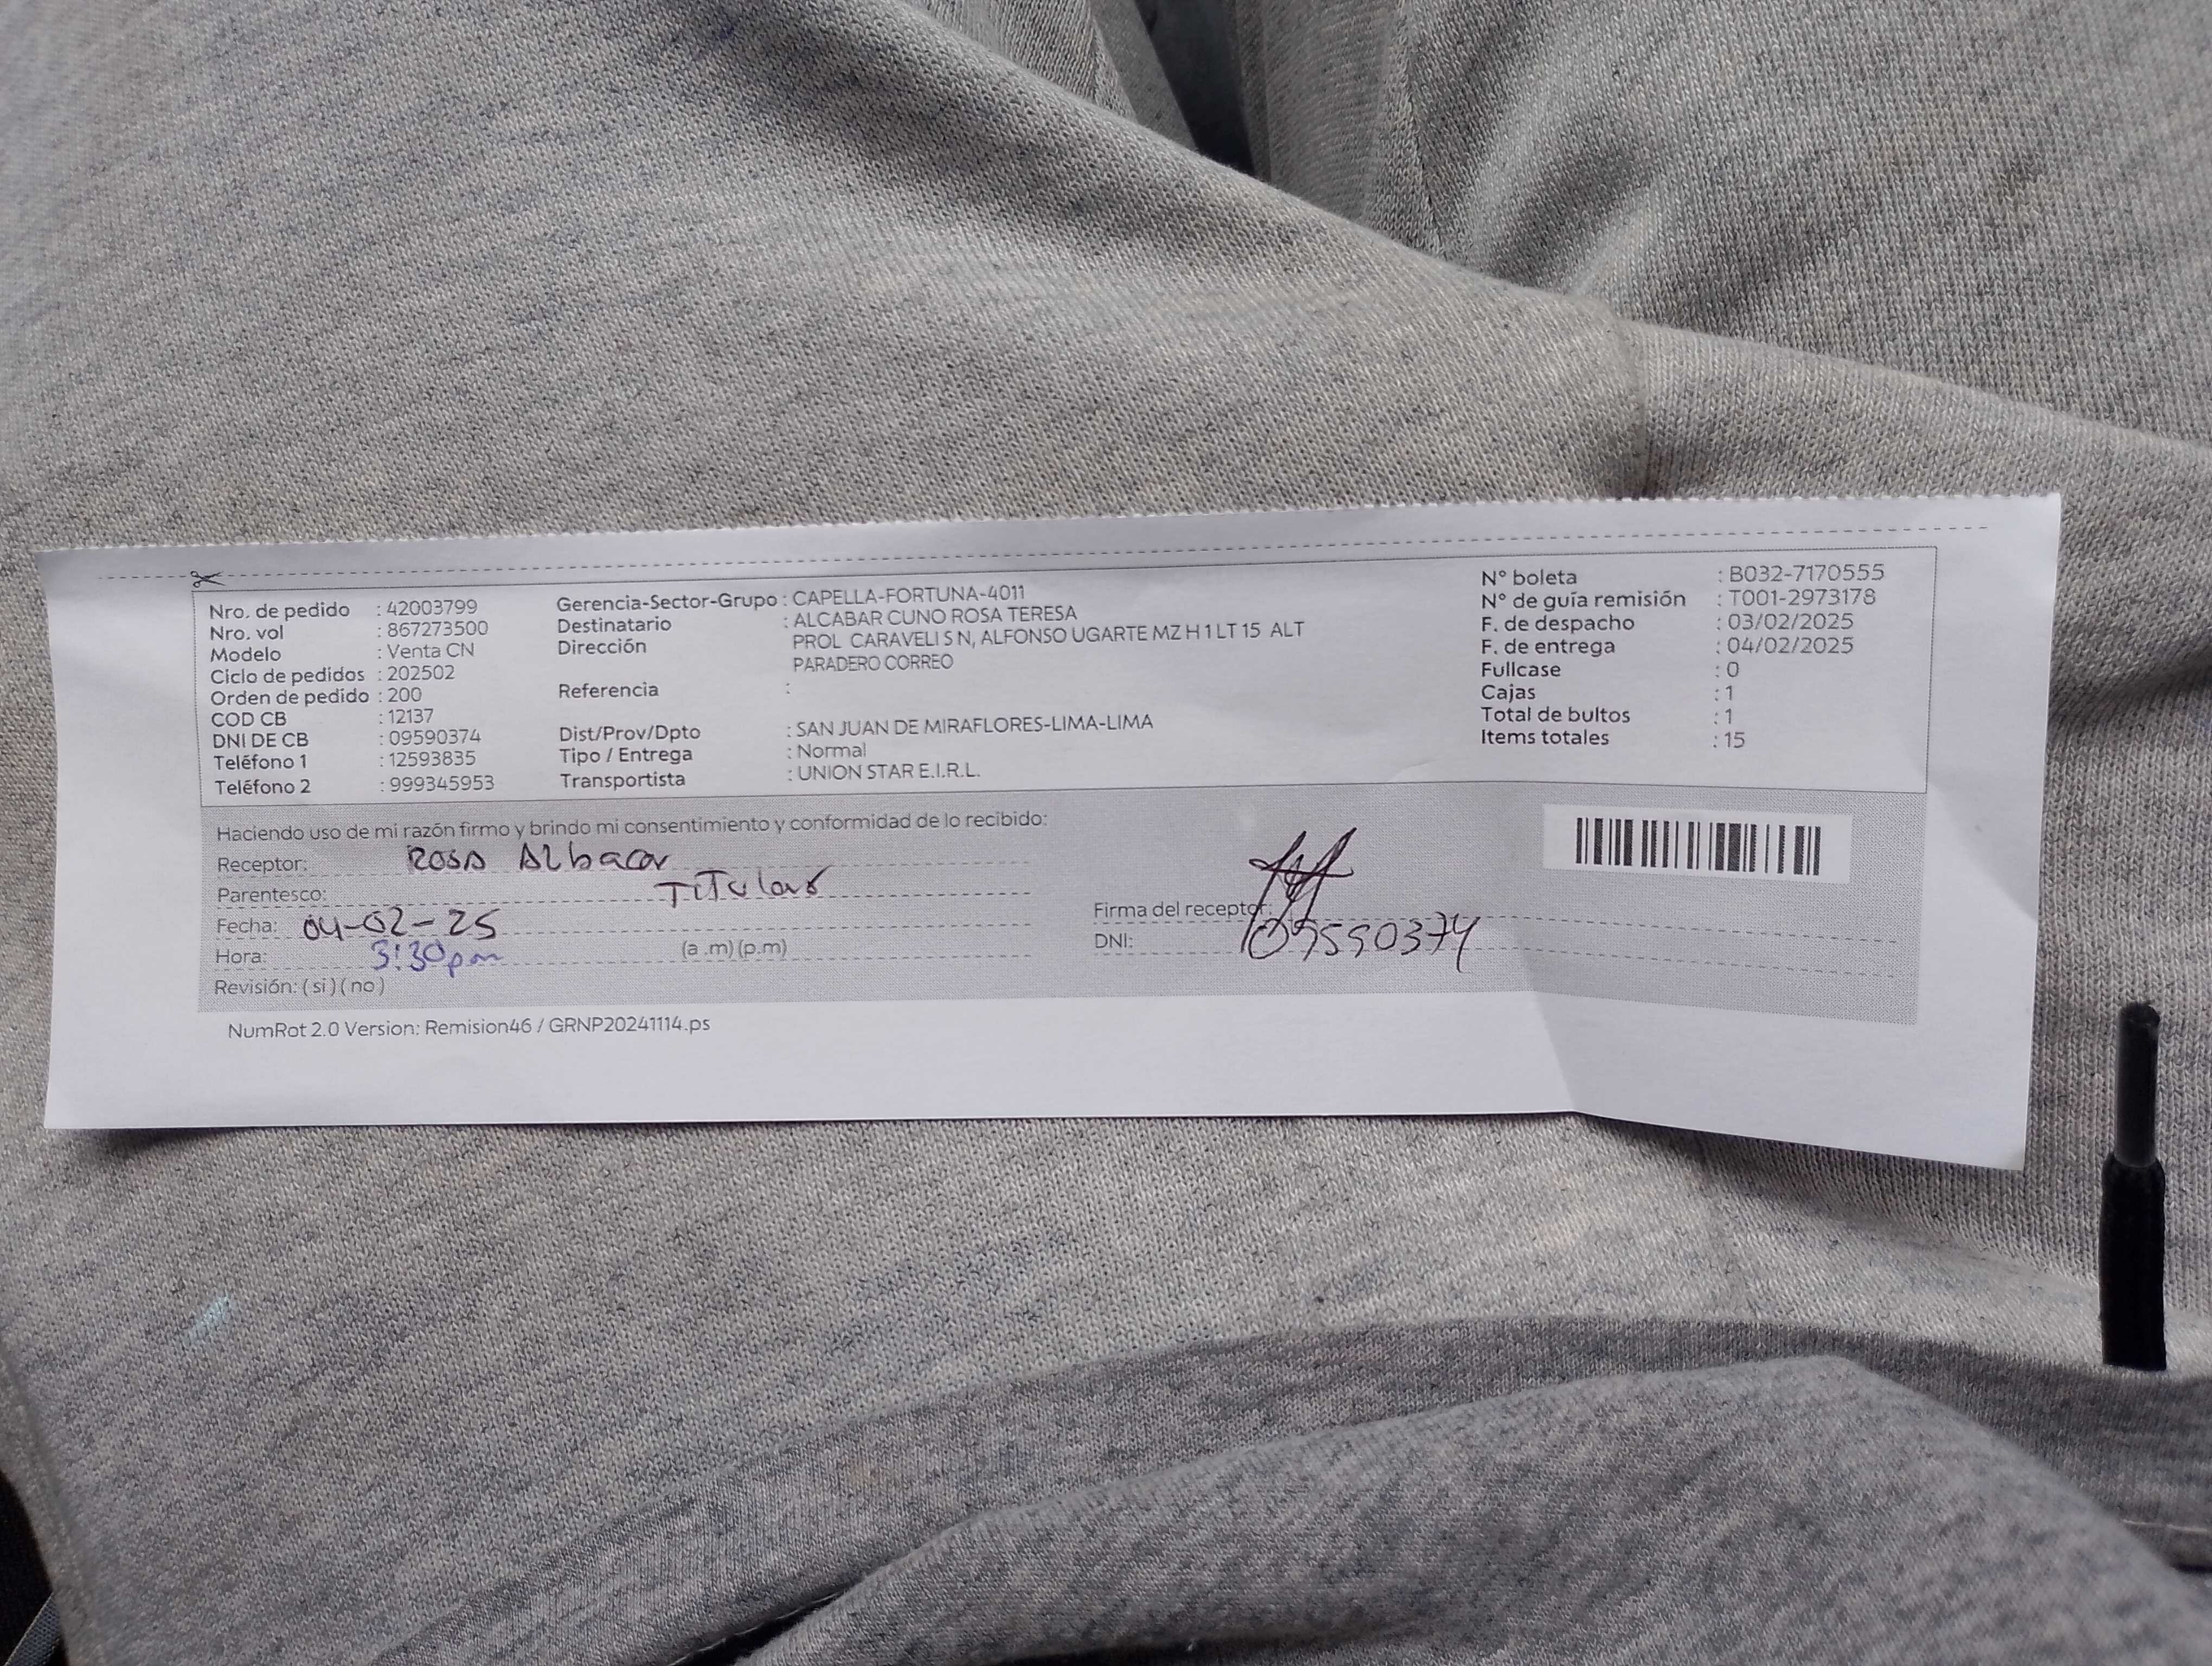 Nro. de pedido : 42003799
Nro. vol : 867273500
Modelo : Venta CN
Ciclo de pedidos : 202502
Orden de pedido : 200
COD CB : 12137
DNI DE CB : 09590374
Teléfono 1 : 12593835
Teléfono 2 : 999345953
Gerencia-Sector-Grupo : CAPELLA-FORTUNA-4011
Destinatario : ALCABAR CUNO ROSA TERESA
Dirección PROL CARAVELI S N, ALFONSO UGARTE MZ H 1 LT 15 ALT
PARADERO CORREO
Referencia :
Dist/Prov/Dpto : SAN JUAN DE MIRAFLORES-LIMA-LIMA
Tipo / Entrega : Normal
Transportista : UNION STAR E.I.R.L.
N° boleta : B032-7170555
N° de guía remisión : T001-2973178
F. de despacho : 03/02/2025
F. de entrega : 04/02/2025
Fullcase : 0
Cajas : 1
Total de bultos : 1
Items totales : 15
Haciendo uso de mi razón firmo y brindo mi consentimiento y conformidad de lo recibido:
Receptor: Rosa Albacar
Parentesco: Titular
Fecha: 04-02-25
Hora: 3:30pm (a .m) (p.m)
Revisión: ( si ) ( no )
Firma del receptor:
DNI: 09590374
NumRot 2.0 Version: Remision46 / GRNP20241114.ps